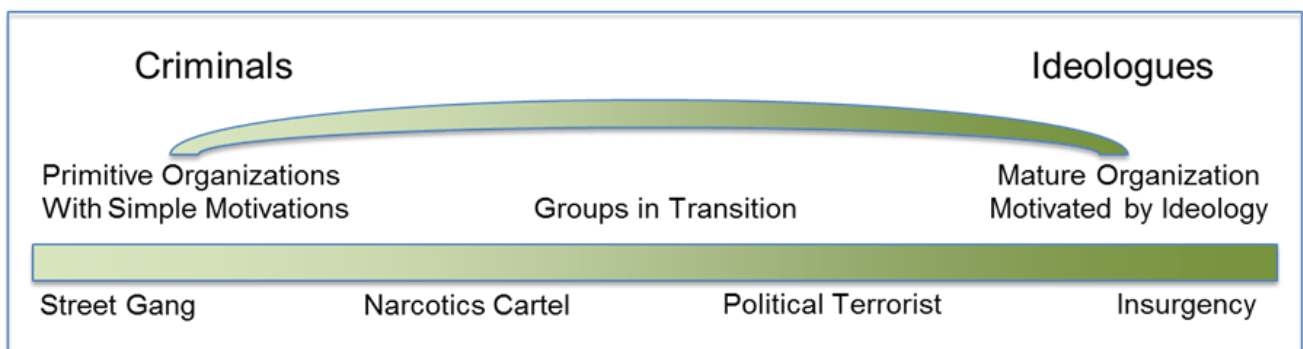 Criminals
Ideologues
Primitive Organizations
With Simple Motivations
Groups in Transition
Mature Organization
Motivated by Ideology
Street Gang
Narcotics Cartel
Political Terrorist
Insurgency